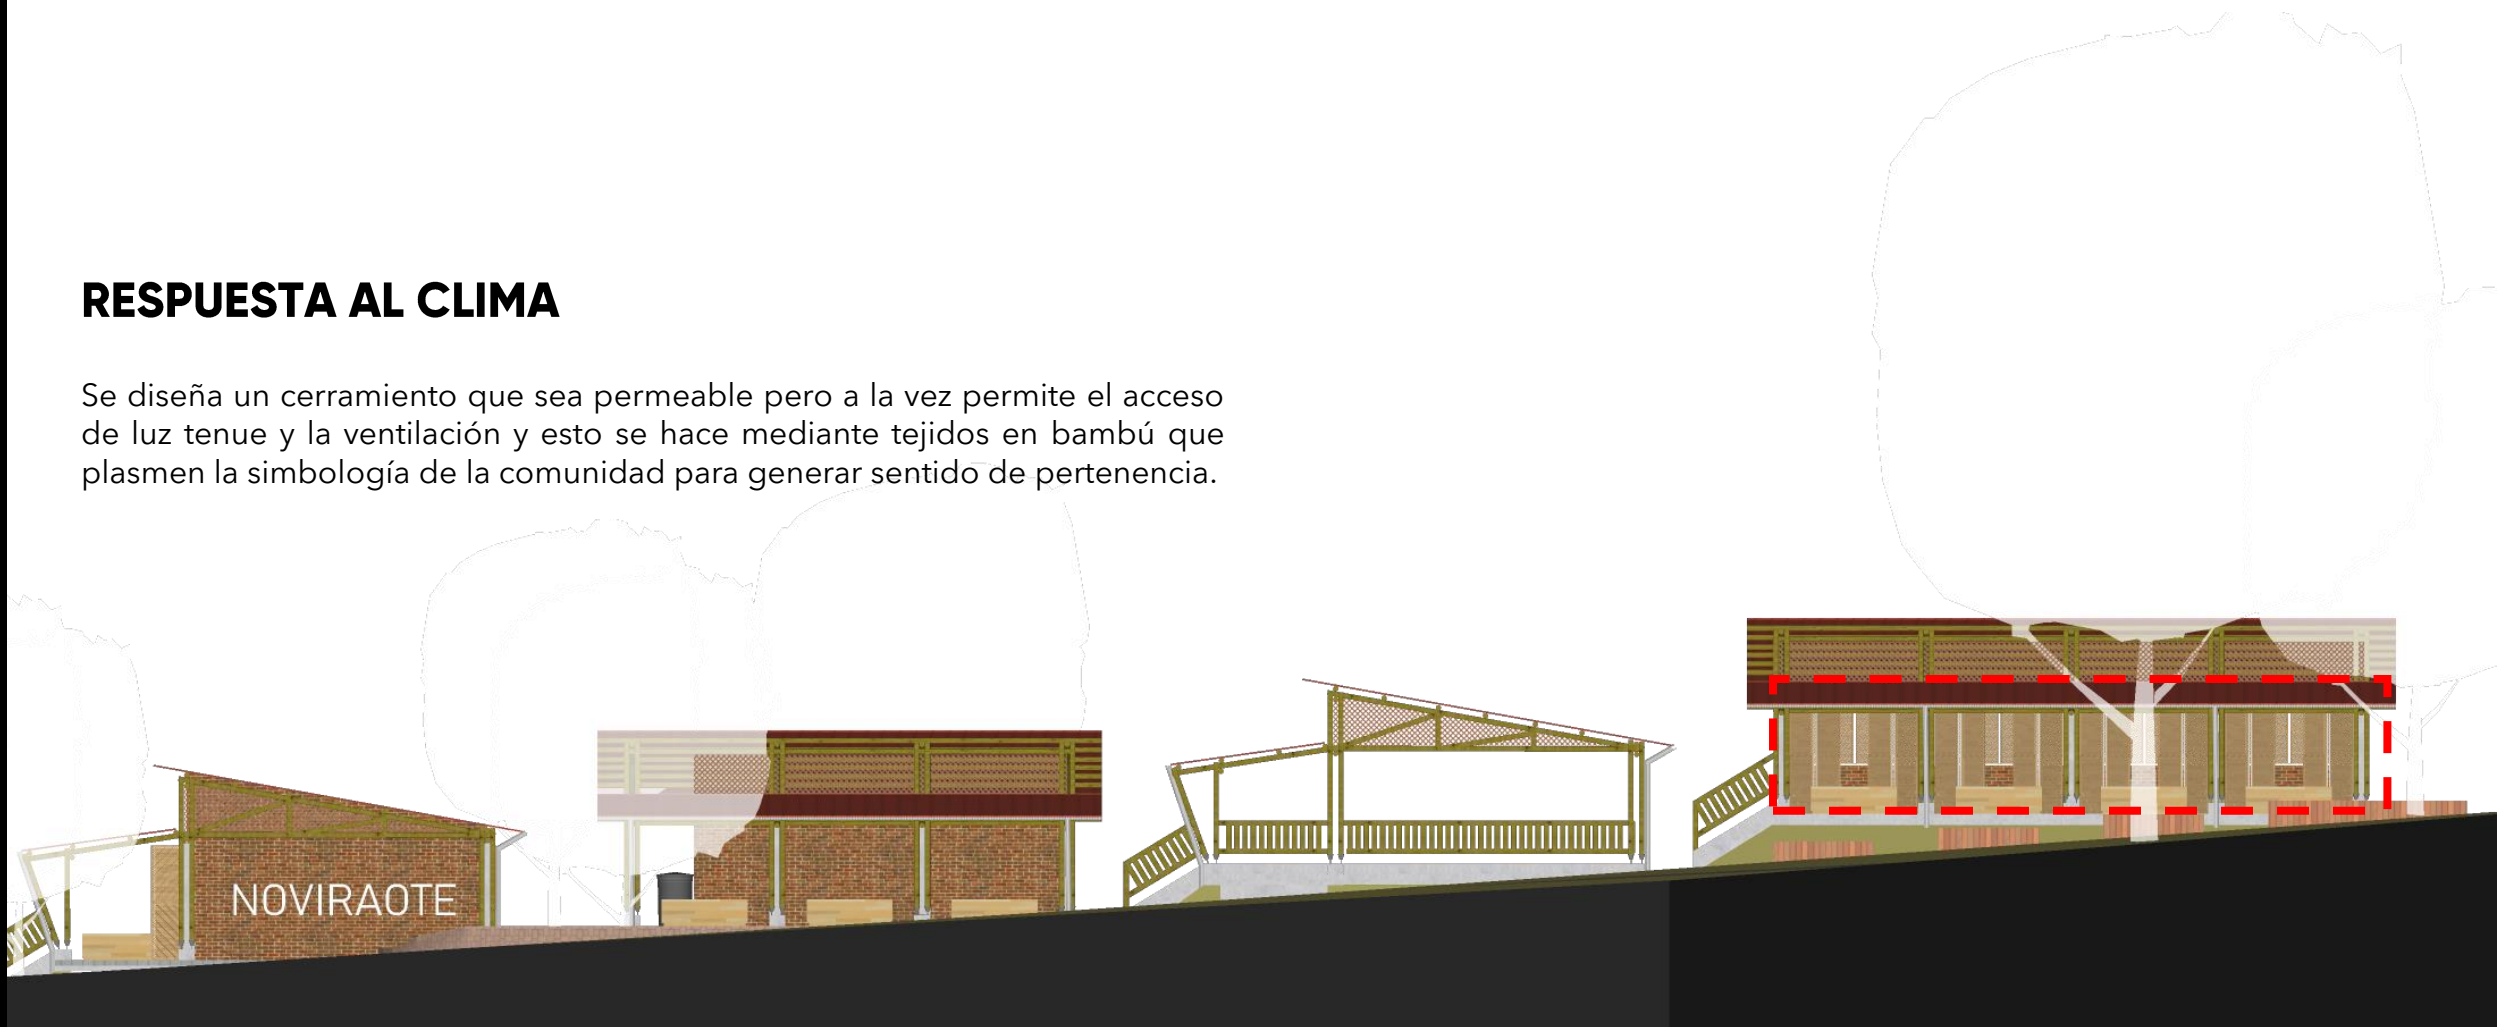 RESPUESTA AL CLIMA
Se diseña un cerramiento que sea permeable pero a la vez permite el acceso
de luz tenue y la ventilación y esto se hace mediante tejidos en bambú que
plasmen la simbología de la comunidad para generar sentido de pertenencia.
NOVIRAOTE